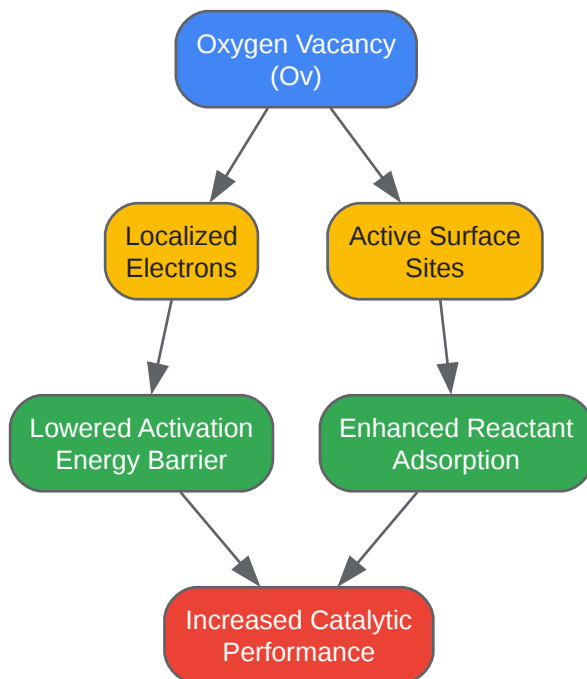 Oxygen Vacancy
(Ov)
Localized
Electrons
Active Surface
Sites
Lowered Activation
Energy Barrier
Enhanced Reactant
Adsorption
Increased Catalytic
Performance